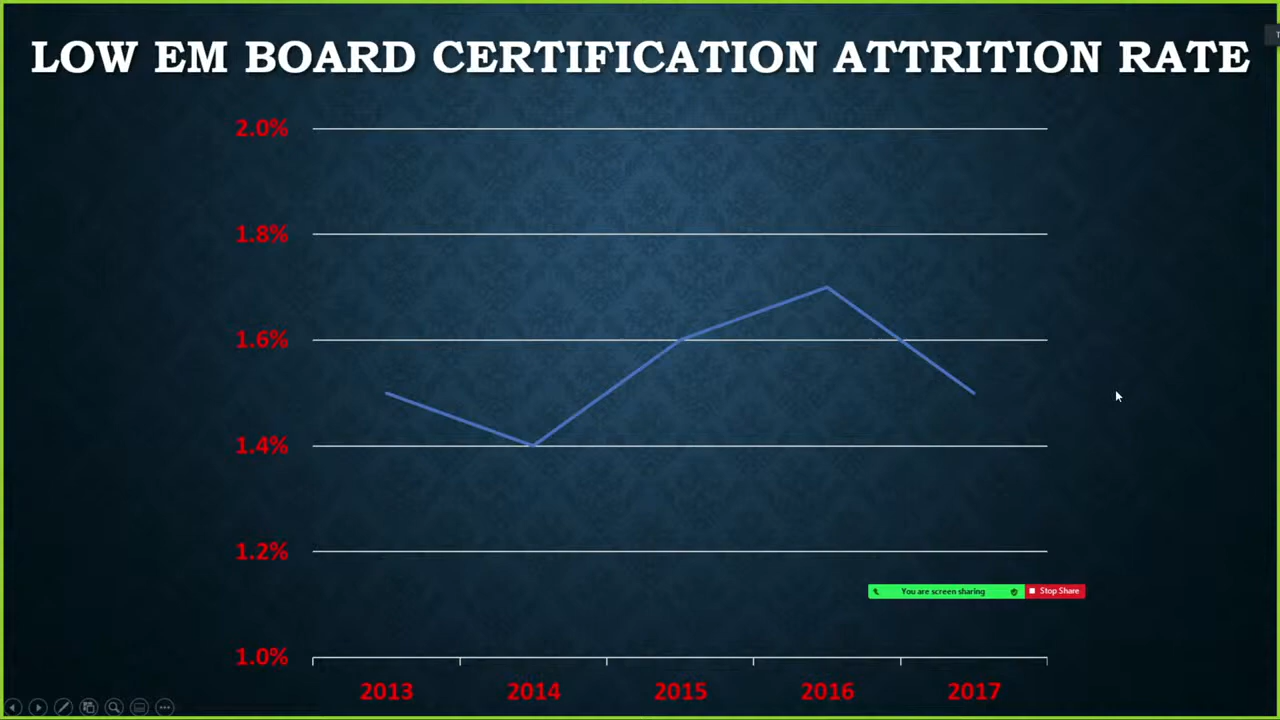 LOW EM BOARD CERTIFICATION ATTRITION RATE
2.0%
1.8%
1.6%
1.4%
1.2%
You are screen sharing Stop Share
1.0%
2013 2014 2015 2016 2017